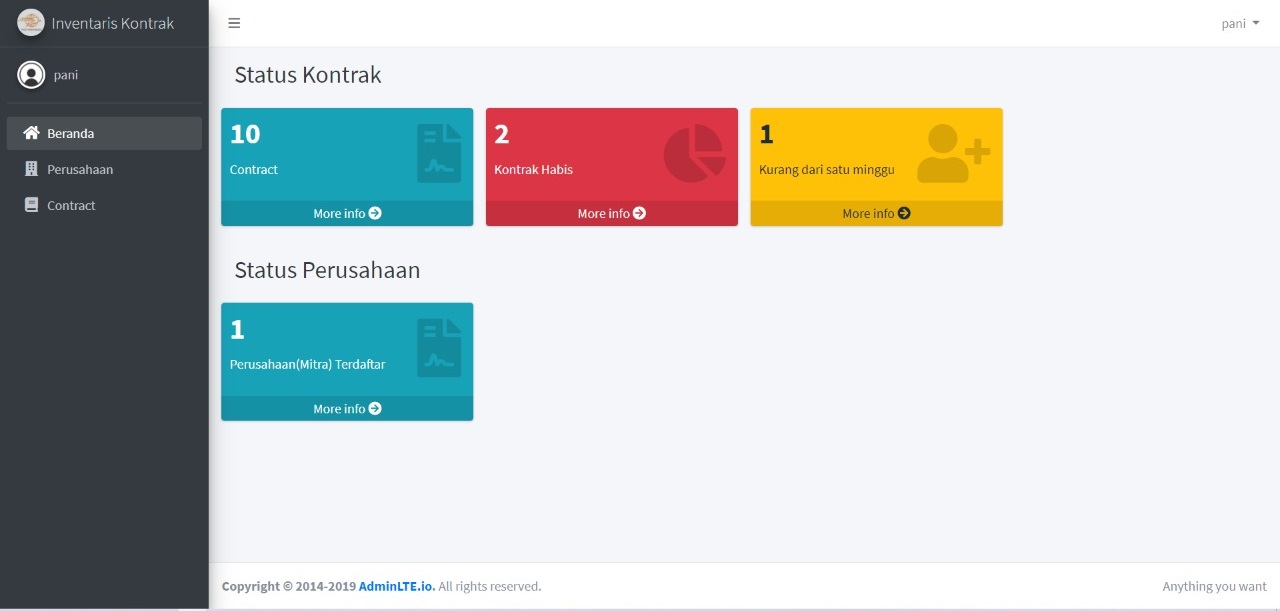 Inventaris Kontrak
pani
pani
Beranda
Perusahaan
Contract
Status Kontrak
10
Contract
More info
2
Kontrak Habis
More info
1
Kurang dari satu minggu
More info
Status Perusahaan
1
Perusahaan(Mitra) Terdaftar
More info
Copyright © 2014-2019 AdminLTE.io. All rights reserved.
Anything you want